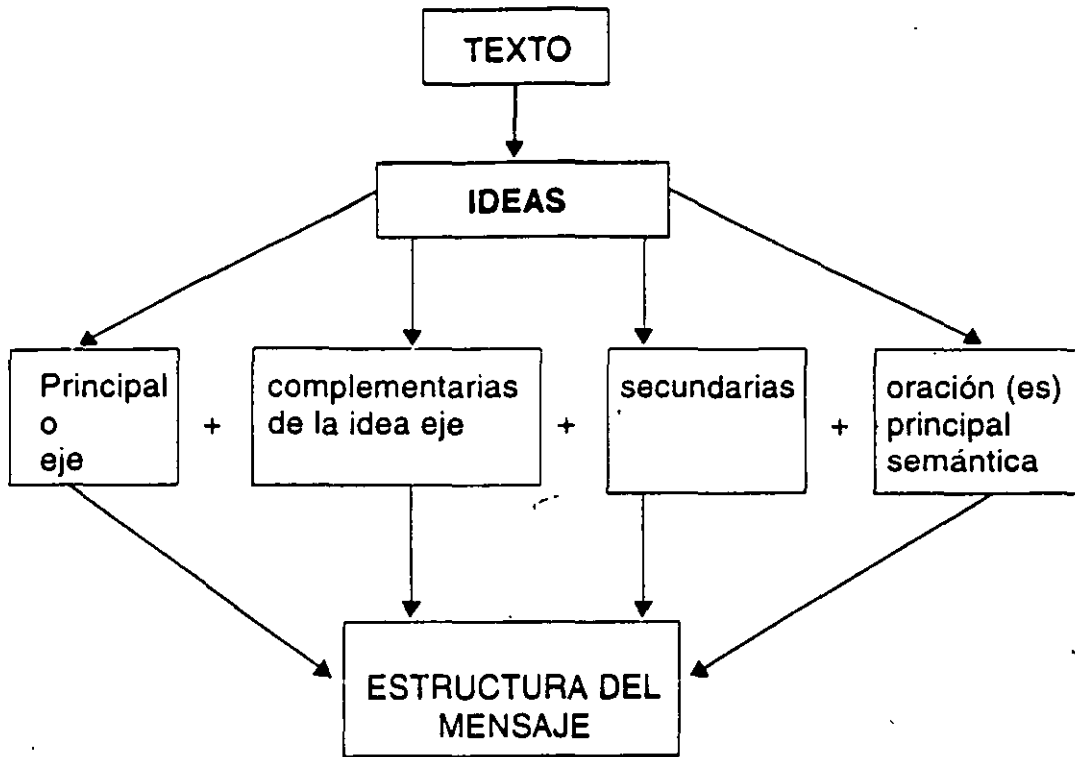 TEXTO
IDEAS
Principal
o
eje
+
complementarias
de la idea eje
+
secundarias
+
oración (es)
principal
semántica
ESTRUCTURA DEL
MENSAJE